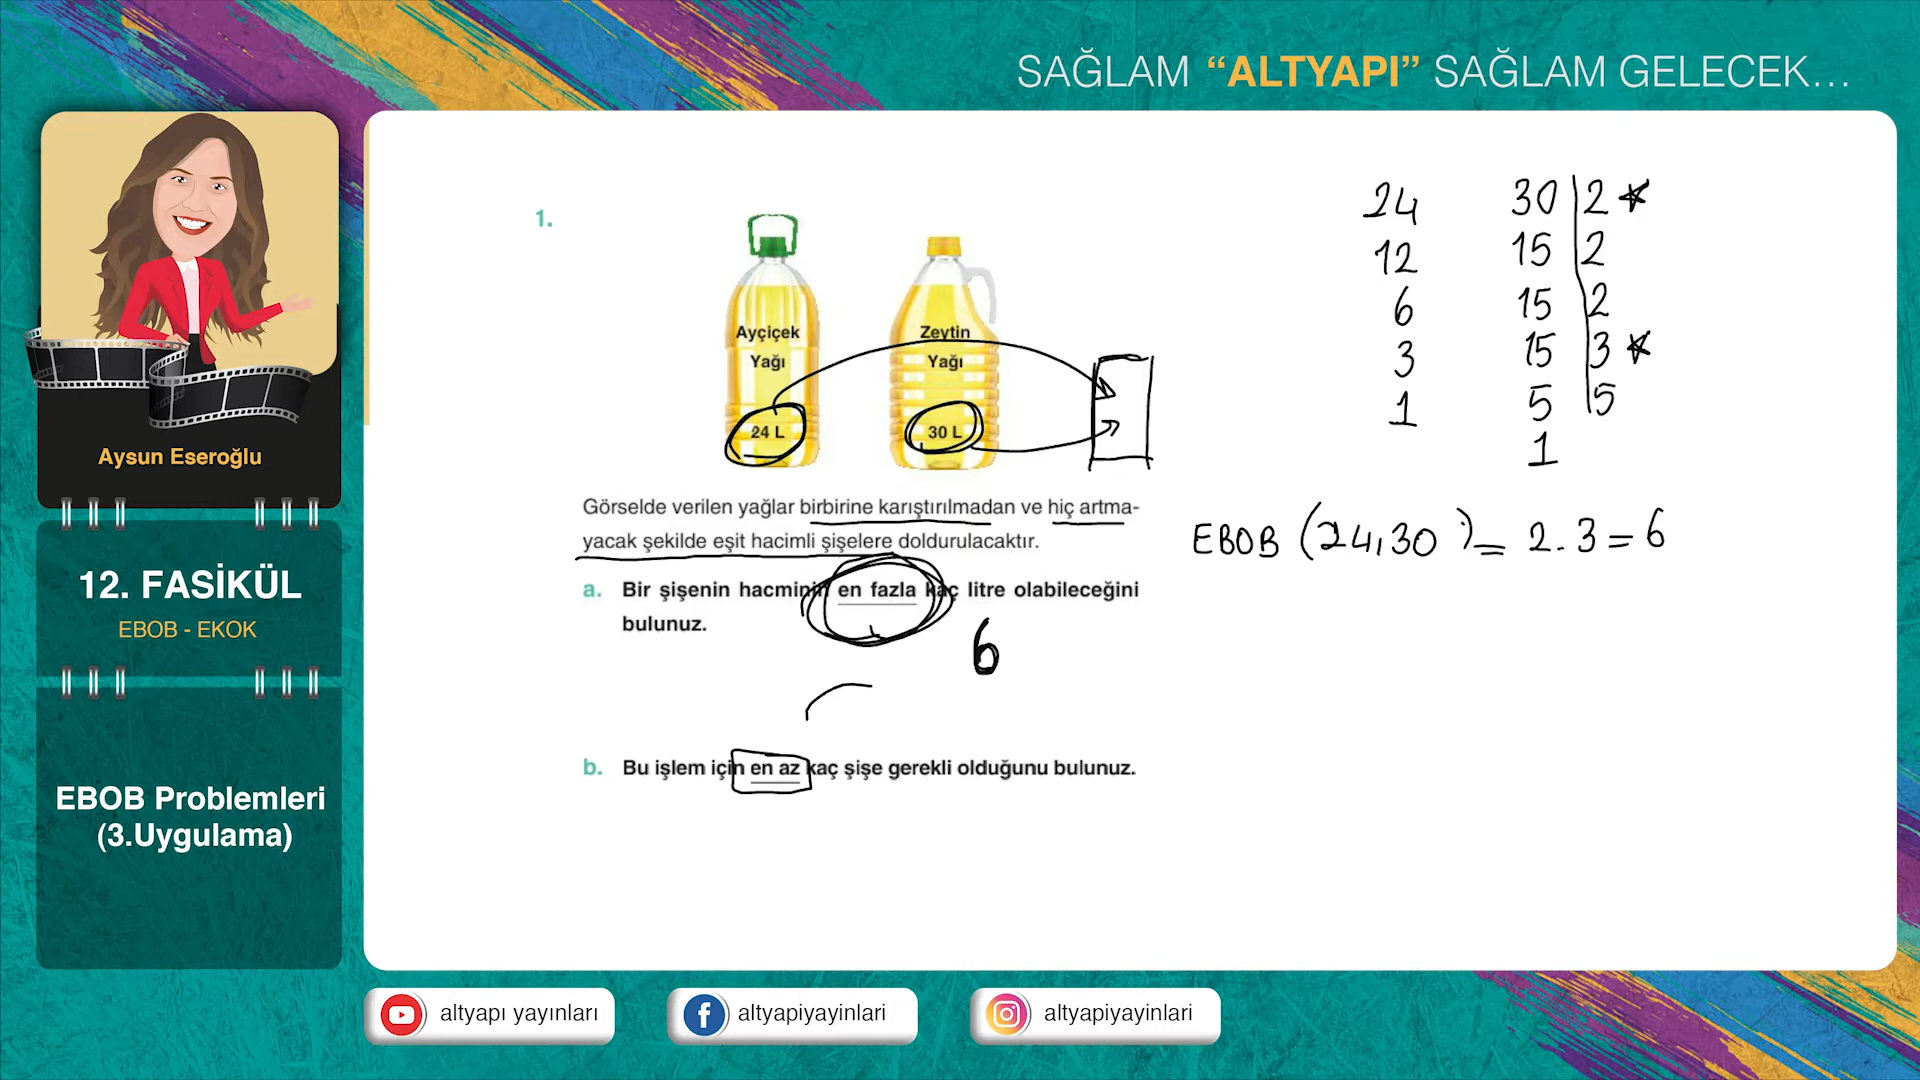 SAĞLAM “ALTYAPI” SAĞLAM GELECEK...
Aysun Eseroğlu
12. FASİKÜL
EBOB - EKOK
EBOB Problemleri
(3.Uygulama)
1.
Ayçiçek
Yağı
24 L
Zeytin
Yağı
30 L
Görselde verilen yağlar birbirine karıştırılmadan ve hiç artma-
yacak şekilde eşit hacimli şişelere doldurulacaktır.
a. Bir şişenin hacminin en fazla kaç litre olabileceğini
bulunuz.
6
b. Bu işlem için en az kaç şişe gerekli olduğunu bulunuz.
24 30 2
12 15 2
6 15 2
3 15 3
1 5 5
1
EBOB (24,30) = 2.3=6
altyapı yayınları
altyapiyayinlari
altyapiyayinlari